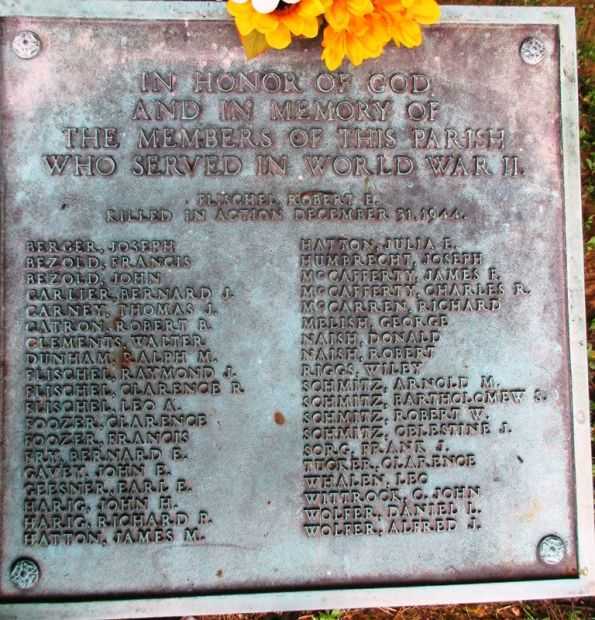 IN HONOR OF GOD
AND IN MEMORY OF
THE MEMBERS OF THIS PARISH
WHO SERVED IN WORLD WAR II.
FLISCHEL, ROBERT E.
KILLED IN ACTION DECEMBER 31, 1944.
BERGER, JOSEPH
BEZOLD, FRANCIS
BEZOLD, JOHN
CARLIER, BERNARD J.
CARNEY, THOMAS J.
CATRON, ROBERT B.
CLEMENTS, WALTER
DUNHAM, RALPH M.
FLISCHEL, RAYMOND J.
FLISCHEL, CLARENCE R.
FLISCHEL, LEO A.
FOOZER, CLARENCE
FOOZER, FRANCIS
FRY, BERNARD E.
GAVEY, JOHN E.
GEESNER, EARL E.
HARIG, JOHN H.
HARIG, RICHARD P.
HATTON, JAMES M.
HATTON, JULIA E.
HUMBRECHT, JOSEPH
McCAFFERTY, JAMES F.
McCAFFERTY, CHARLES R.
McCARREN, RICHARD
MELISH, GEORGE
NAISH, DONALD
NAISH, ROBERT
RIGGS, WILEY
SCHMITZ, ARNOLD M.
SCHMITZ, BARTHOLOMEW S.
SCHMITZ, ROBERT W.
SCHMITZ, CELESTINE J.
SORG, FRANK J.
TUCKER, CLARENCE
WHALEN, LEO
WITTROCK, C. JOHN
WOLFER, DANIEL L.
WOLFER, ALFRED J.